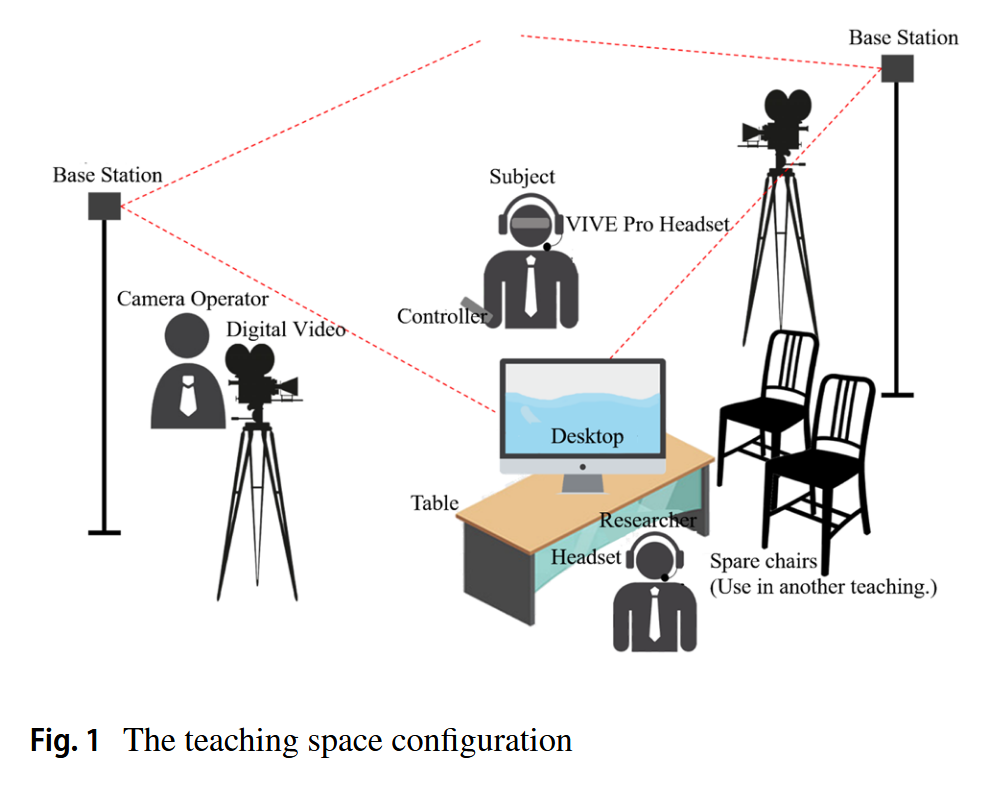 Base Station
Base Station
Subject
VIVE Pro Headset
Camera Operator
Controller
Digital Video
Desktop
Table
Researcher
Headset
Spare chairs
(Use in another teaching.)
Fig. 1 The teaching space configuration